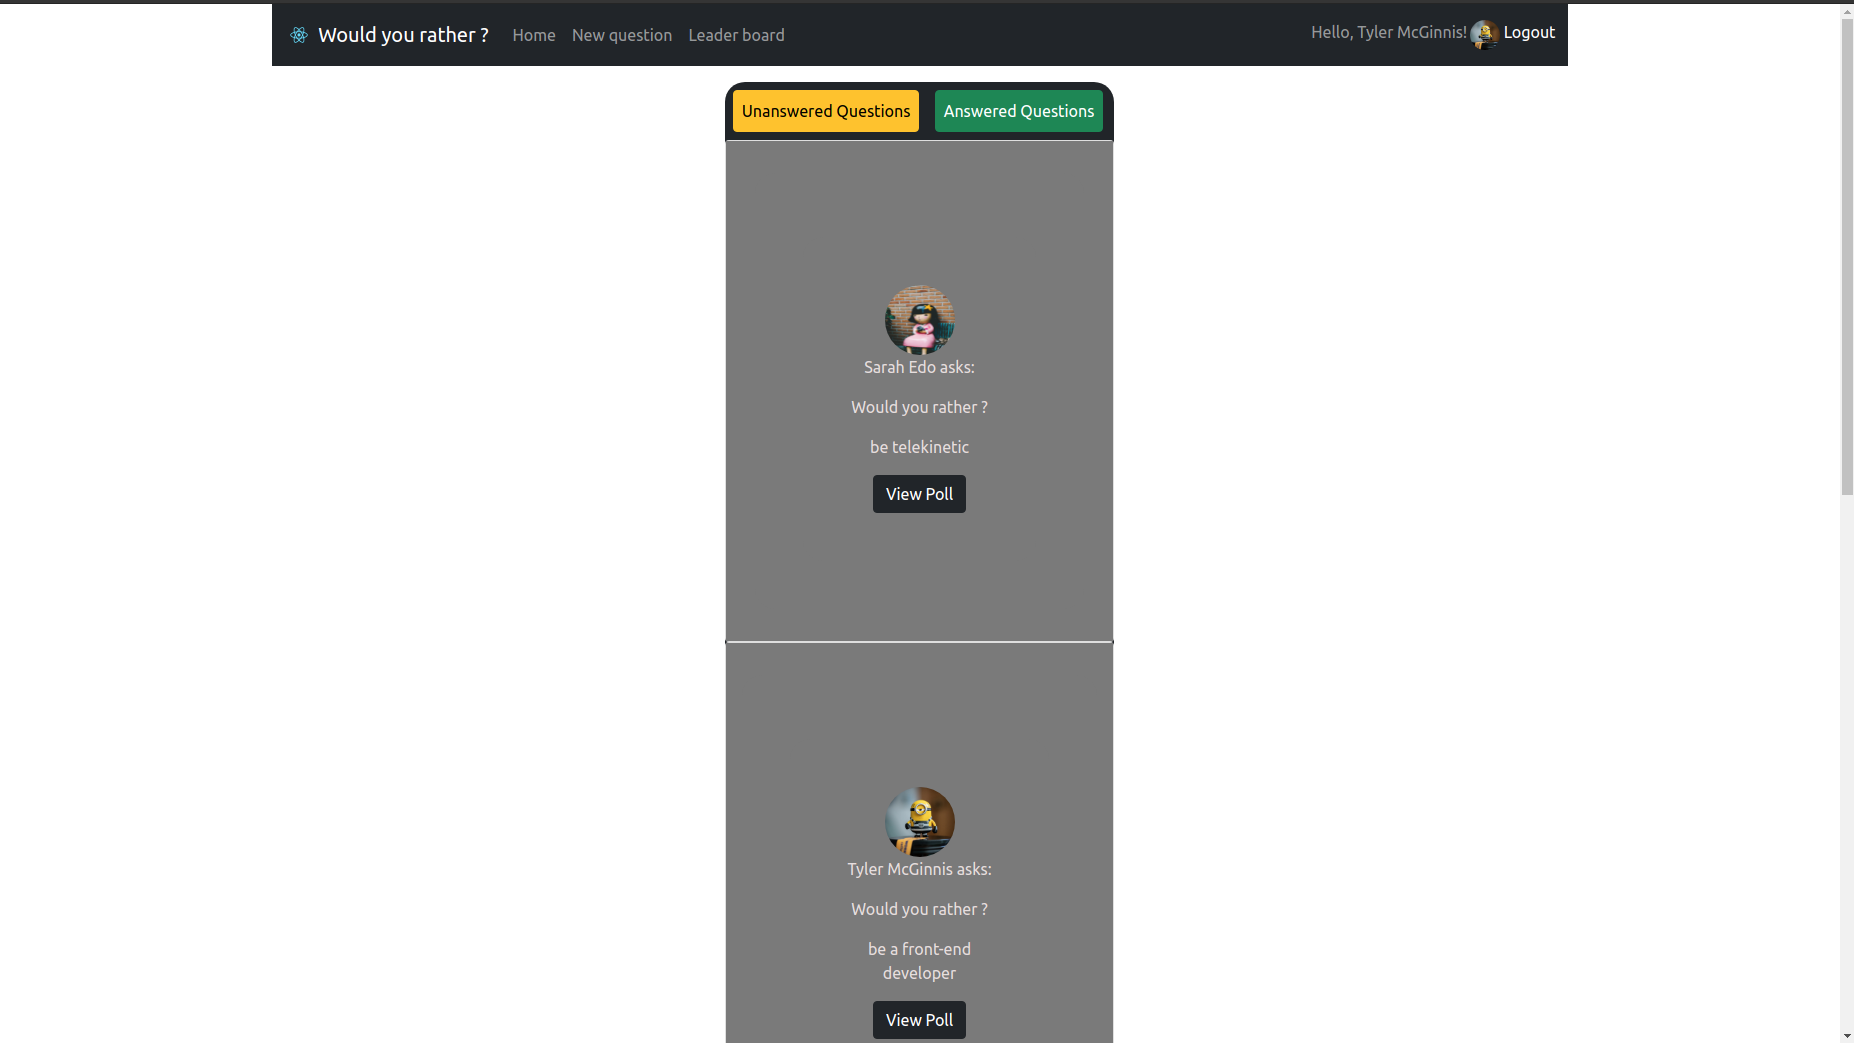 Would you rather ? Home New question Leader board Hello, Tyler McGinnis! Logout
Unanswered Questions Answered Questions
Sarah Edo asks:
Would you rather ?
be telekinetic
View Poll
Tyler McGinnis asks:
Would you rather ?
be a front-end
developer
View Poll